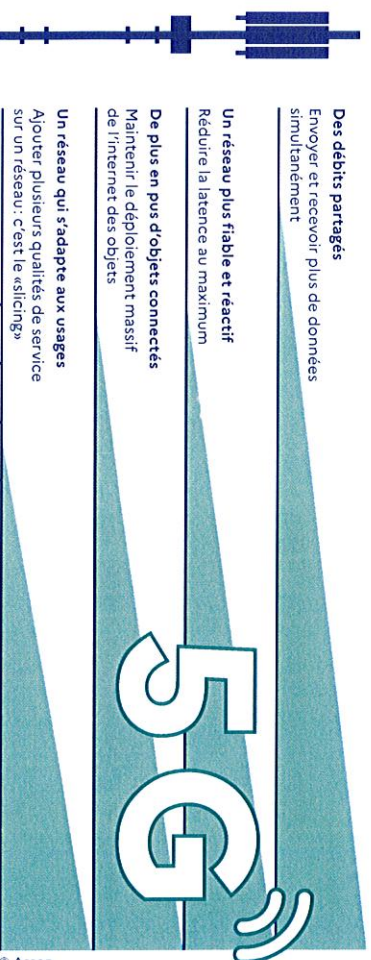 Des débits partagés
Envoyer et recevoir plus de données
simultanément
Un réseau plus fiable et réactif
Réduire la latence au maximum
De plus en pus d'objets connectés
Maintenir le déploiement massif
de l'internet des objets
Un réseau qui s'adapte aux usages
Ajouter plusieurs qualités de service
sur un réseau: c'est le «slicing»
5G